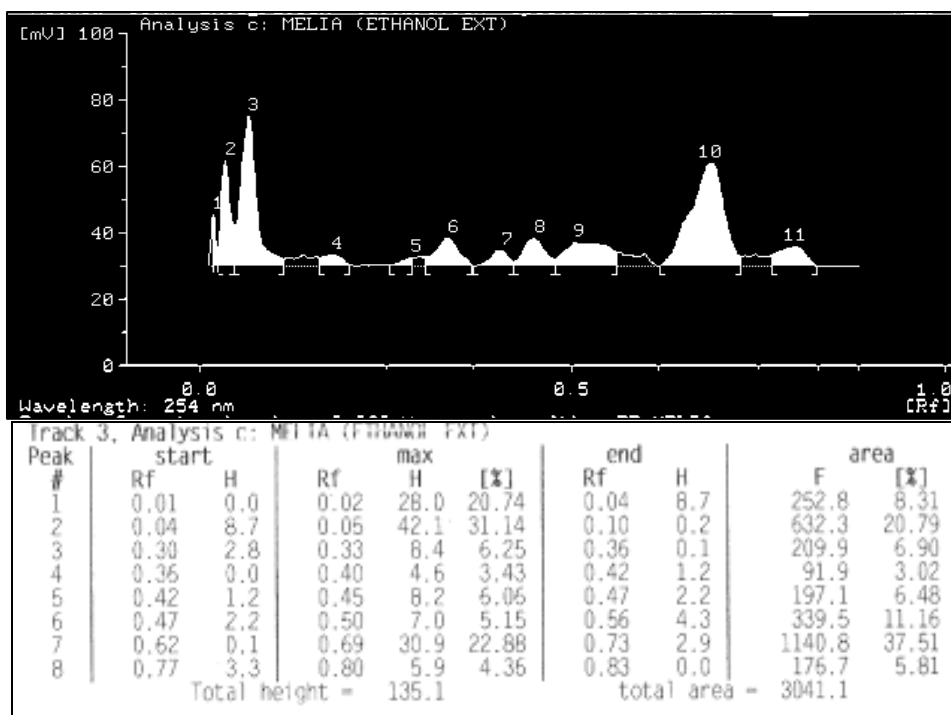 Analysis c: MELIA (ETHANOL EXT)
[mV] 100
80
60
40
20
0
1
2
3
4
5
6
7
8
9
10
11
0.0 0.5 1.0
Wavelength: 254 nm [Rf]
Track 3, Analysis c: MELIA (ETHANOL EXT)
Peak start max end area
# Rf H Rf H [%] Rf H F [%]
1 0.01 0.0 0.02 28.0 20.74 0.04 8.7 252.8 8.31
2 0.04 8.7 0.05 42.1 31.14 0.10 0.2 632.3 20.79
3 0.30 2.8 0.33 8.4 6.25 0.36 0.1 209.9 6.90
4 0.36 0.0 0.40 4.6 3.43 0.42 1.2 91.9 3.02
5 0.42 1.2 0.45 8.2 6.06 0.47 2.2 197.1 6.48
6 0.47 2.2 0.50 7.0 5.15 0.56 4.3 339.5 11.16
7 0.62 0.1 0.69 30.9 22.88 0.73 2.9 1140.8 37.51
8 0.77 3.3 0.80 5.9 4.36 0.83 0.0 176.7 5.81
Total height = 135.1 total area = 3041.1